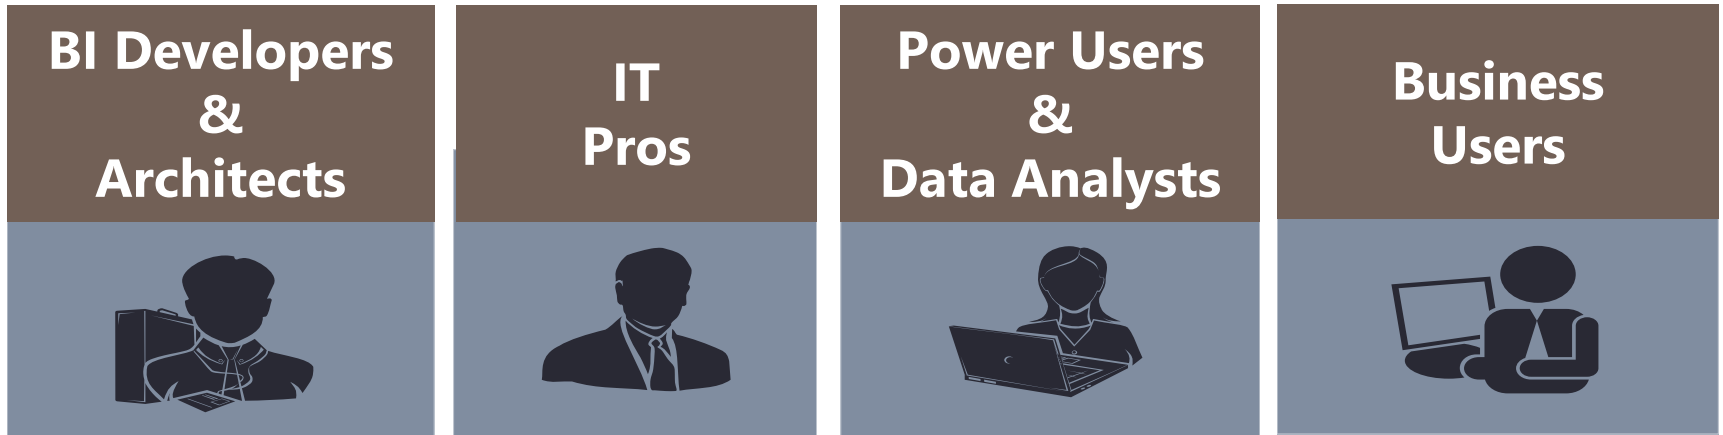 BI Developers
&
Architects
IT
Pros
Power Users
&
Data Analysts
Business
Users